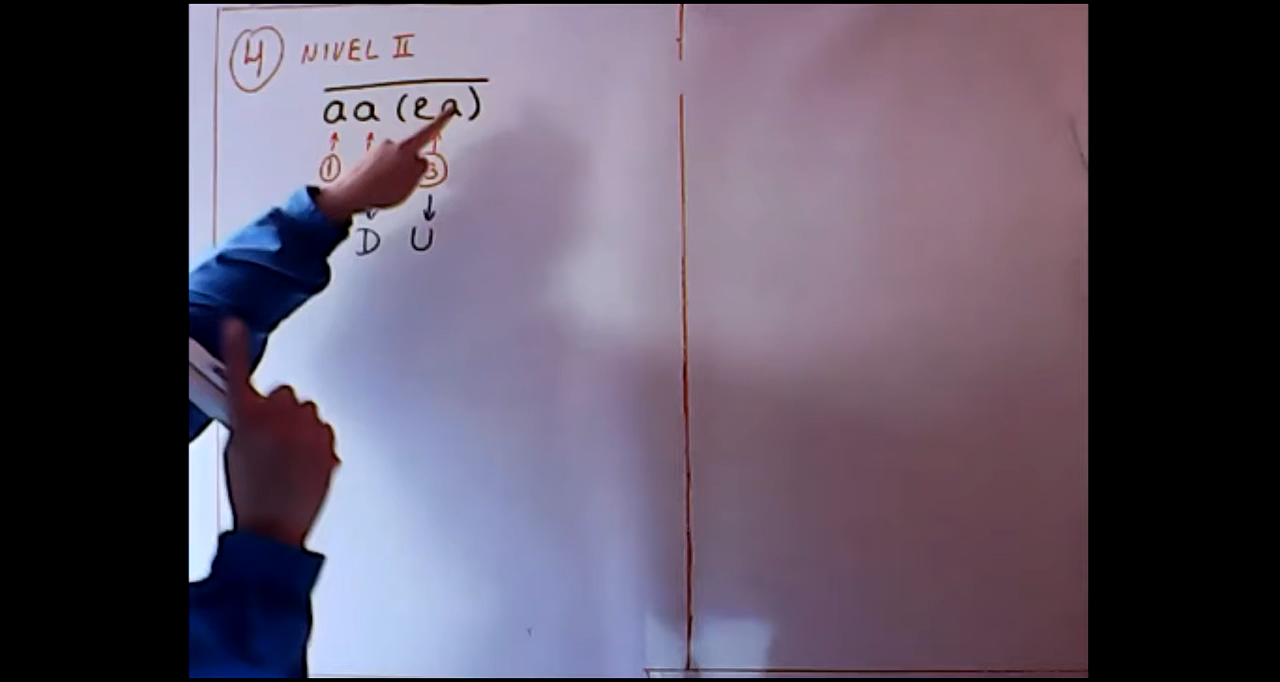 4 NIVEL II
aa (ea)
↑ ↑ ↑
1 3
↓ ↓
D U